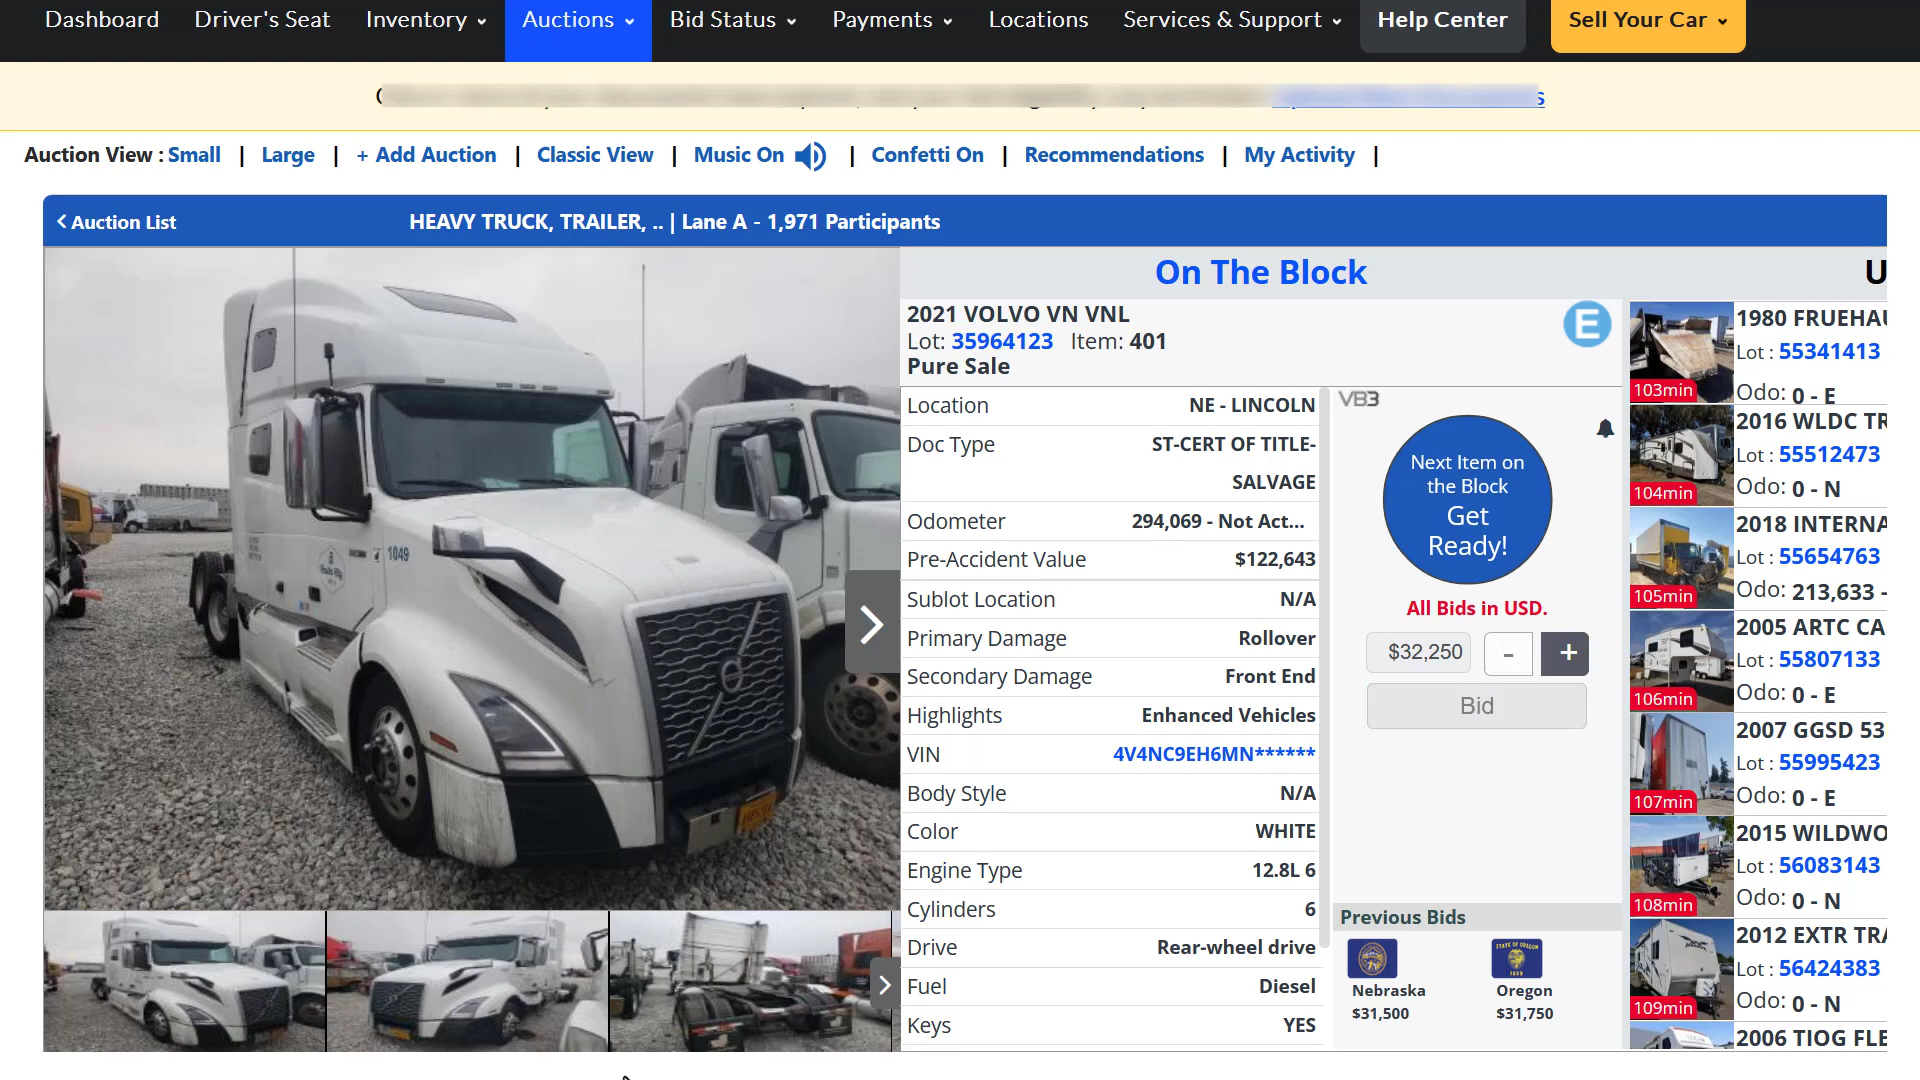 Dashboard Driver's Seat Inventory Auctions Bid Status Payments Locations Services & Support Help Center Sell Your Car
Auction View : Small | Large | + Add Auction | Classic View | Music On | Confetti On | Recommendations | My Activity |
Auction List HEAVY TRUCK, TRAILER, .. | Lane A - 1,971 Participants
On The Block
U
2021 VOLVO VN VNL
Lot: 35964123 Item: 401
Pure Sale
E
Location NE - LINCOLN
Doc Type ST-CERT OF TITLE-
SALVAGE
Odometer 294,069 - Not Act...
Pre-Accident Value $122,643
Sublot Location N/A
Primary Damage Rollover
Secondary Damage Front End
Highlights Enhanced Vehicles
VIN 4V4NC9EH6MN******
Body Style N/A
Color WHITE
Engine Type 12.8L 6
Cylinders 6
Drive Rear-wheel drive
Fuel Diesel
Keys YES
VB3
Next Item on
the Block
Get
Ready!
All Bids in USD.
$32,250 - +
Bid
Previous Bids
Nebraska Oregon
$31,500 $31,750
1980 FRUEHAU
Lot : 55341413
103min Odo: 0 - E
2016 WLDC TR
Lot : 55512473
104min Odo: 0 - N
2018 INTERNA
Lot : 55654763
105min Odo: 213,633 -
2005 ARTC CA
Lot : 55807133
106min Odo: 0 - E
2007 GGSD 53
Lot : 55995423
107min Odo: 0 - E
2015 WILDWO
Lot : 56083143
108min Odo: 0 - N
2012 EXTR TRA
Lot : 56424383
109min Odo: 0 - N
2006 TIOG FLE
1049